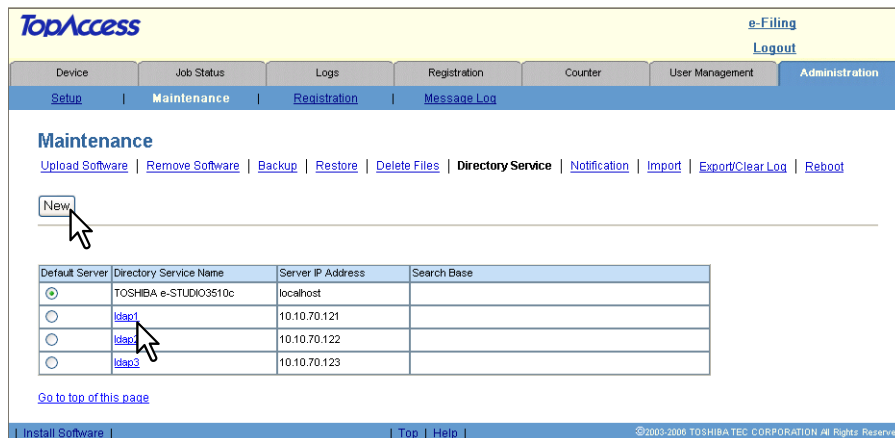 TopAccess
e-Filing
Logout
Device Job Status Logs Registration Counter User Management Administration
Setup | Maintenance | Registration | Message Log
Maintenance
Upload Software | Remove Software | Backup | Restore | Delete Files | Directory Service | Notification | Import | Export/Clear Log | Reboot
New
Default Server Directory Service Name Server IP Address Search Base
TOSHIBA e-STUDIO3510c localhost
ldap1 10.10.70.121
ldap2 10.10.70.122
ldap3 10.10.70.123
Go to top of this page
| Install Software | | Top | Help | ©2003-2006 TOSHIBA TEC CORPORATION All Rights Reserve